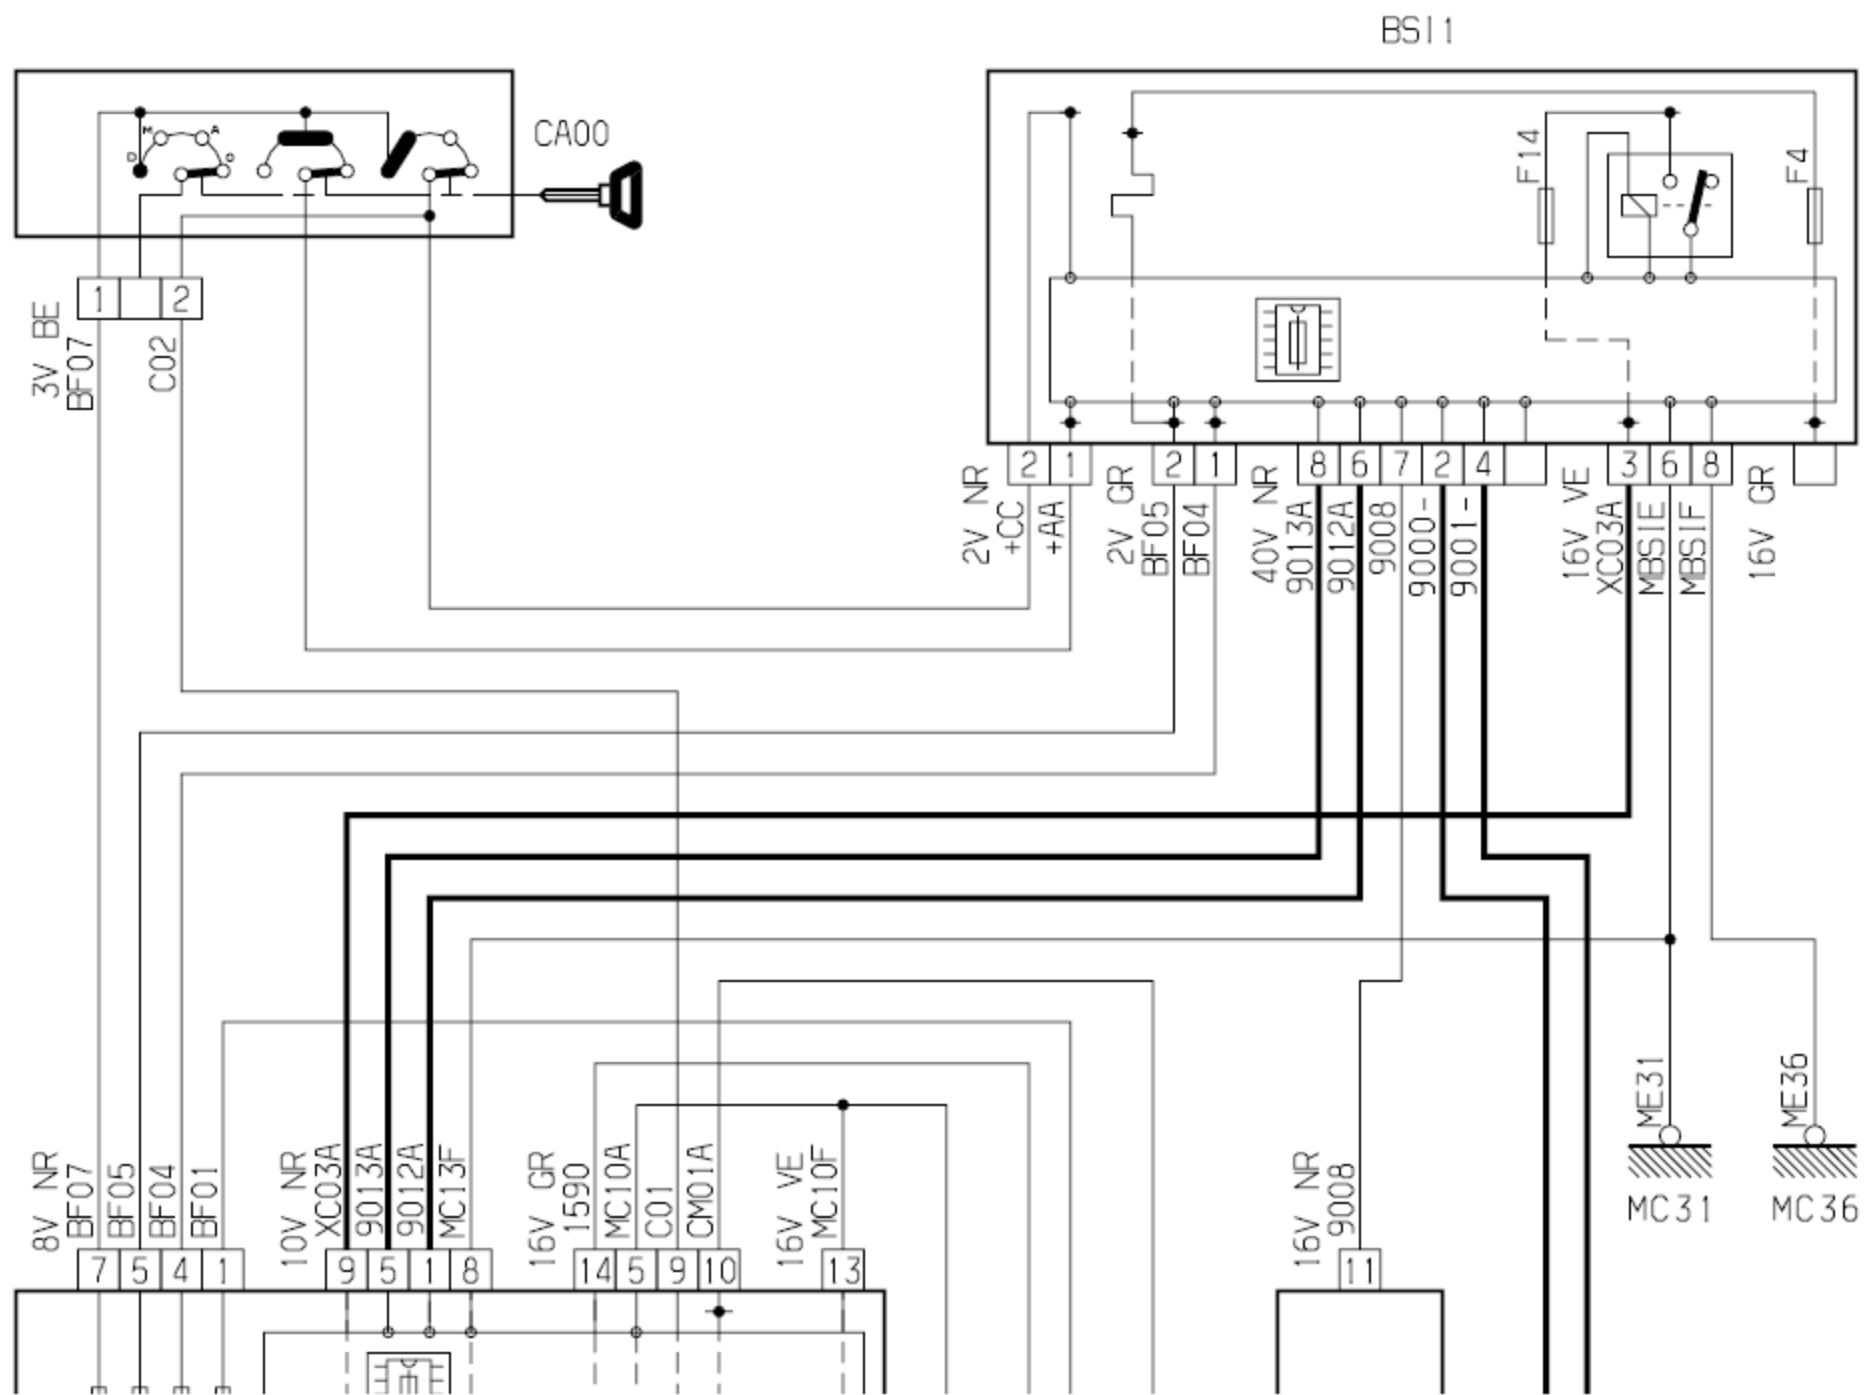 BSI1
CA00
M
A
D
G
F14
F4
1
2
3V BE
BF07
C02
2
1
2
1
8
6
7
2
4
3
6
8
2V NR
+CC
+AA
2V GR
BF05
BF04
40V NR
9013A
9012A
9008
9000-
9001-
16V VE
XC03A
MBSIE
MBSIF
16V GR
ME31
ME36
MC31
MC36
8V NR
BF07
BF05
BF04
BF01
10V NR
XC03A
9013A
9012A
MC13F
16V GR
1590
MC10A
C01
CM01A
16V VE
MC10F
16V NR
9008
7
5
4
1
9
5
1
8
14
5
9
10
13
11